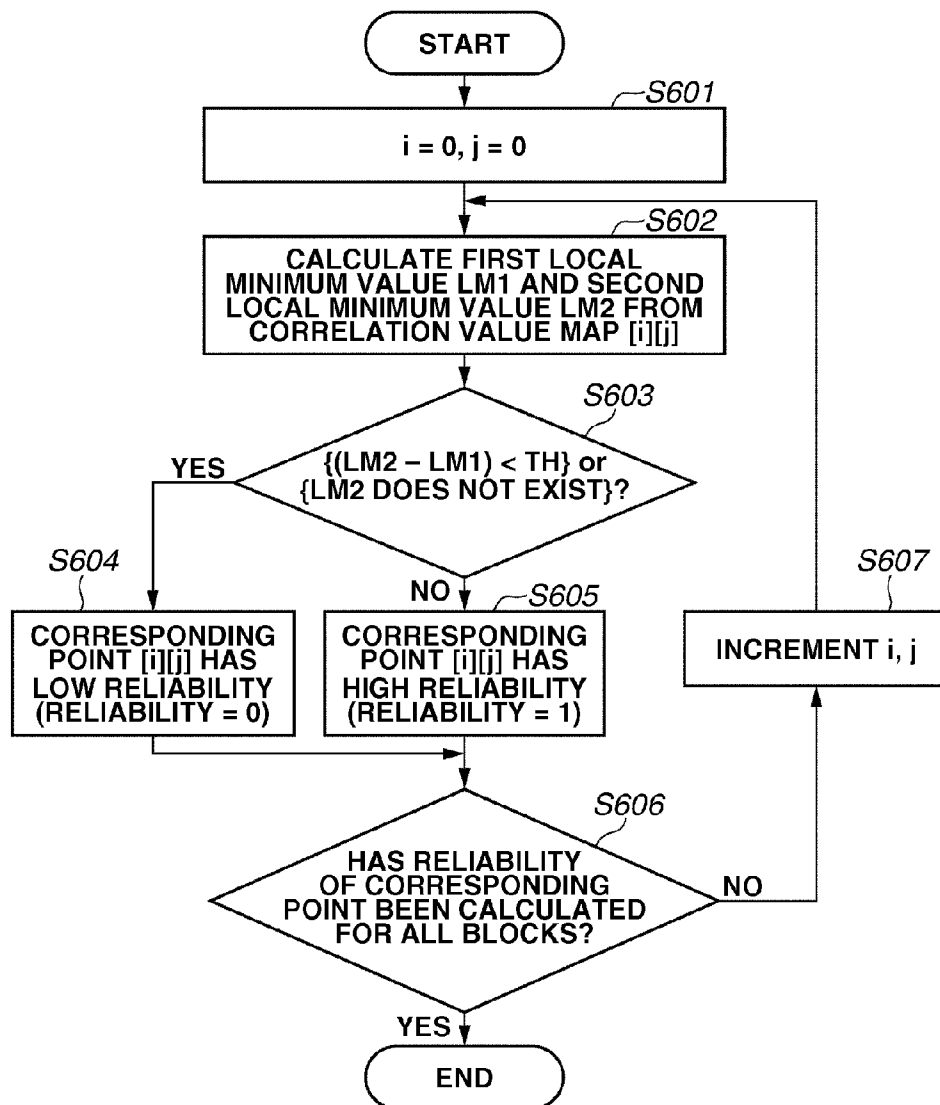 START
S601
i = 0, j = 0
S602
CALCULATE FIRST LOCAL
MINIMUM VALUE LM1 AND SECOND
LOCAL MINIMUM VALUE LM2 FROM
CORRELATION VALUE MAP [i][j]
S603
{(LM2 – LM1) < TH} or
{LM2 DOES NOT EXIST}?
YES
NO
S604
CORRESPONDING
POINT [i][j] HAS
LOW RELIABILITY
(RELIABILITY = 0)
S605
CORRESPONDING
POINT [i][j] HAS
HIGH RELIABILITY
(RELIABILITY = 1)
S607
INCREMENT i, j
S606
HAS RELIABILITY
OF CORRESPONDING
POINT BEEN CALCULATED
FOR ALL BLOCKS?
NO
YES
END